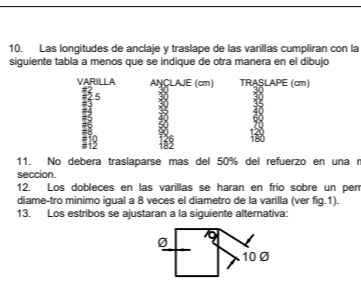 10. Las longitudes de anclaje y traslape de las varillas cumpliran con la
siguiente tabla a menos que se indique de otra manera en el dibujo
VARILLA ANCLAJE (cm) TRASLAPE (cm)
#2 30 30
#2.5 30 30
#3 30 35
#4 35
#5 40 60
#6 50 70
#8 90 120
#10 126 180
#12 182
11. No debera traslaparse mas del 50% del refuerzo en una
seccion.
12. Los dobleces en las varillas se haran en frio sobre un
diame-tro minimo igual a 8 veces el diametro de la varilla (ver fig.1).
13. Los estribos se ajustaran a la siguiente alternativa:
Ø
10 Ø